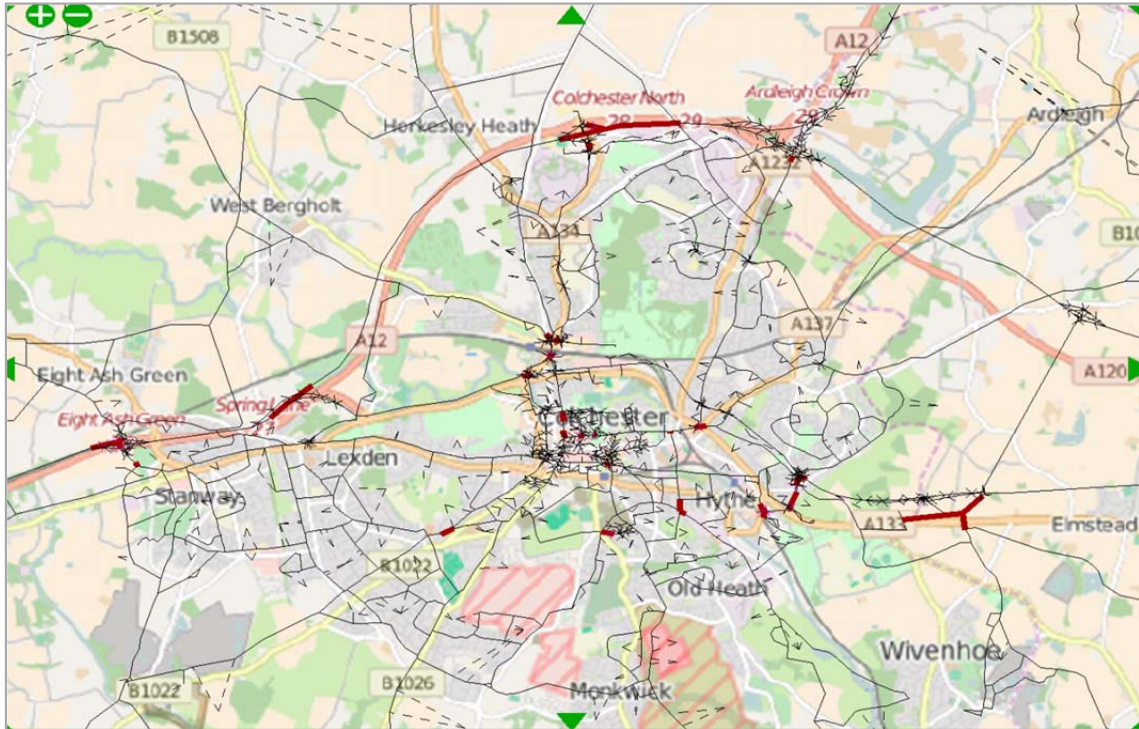 B1508
A12
Colchester North
Ardleigh Crown
28
29
29
Ardleigh
Horkesley Heath
A1232
West Bergholt
A134
B10
A137
A12
A120
Eight Ash Green
Spring Lane
Eight Ash Green
27
Colchester
Lexden
Stanway
Hythe
A133
Elmstead
B1022
Old Heath
Wivenhoe
B1022
B1026
Monkwick